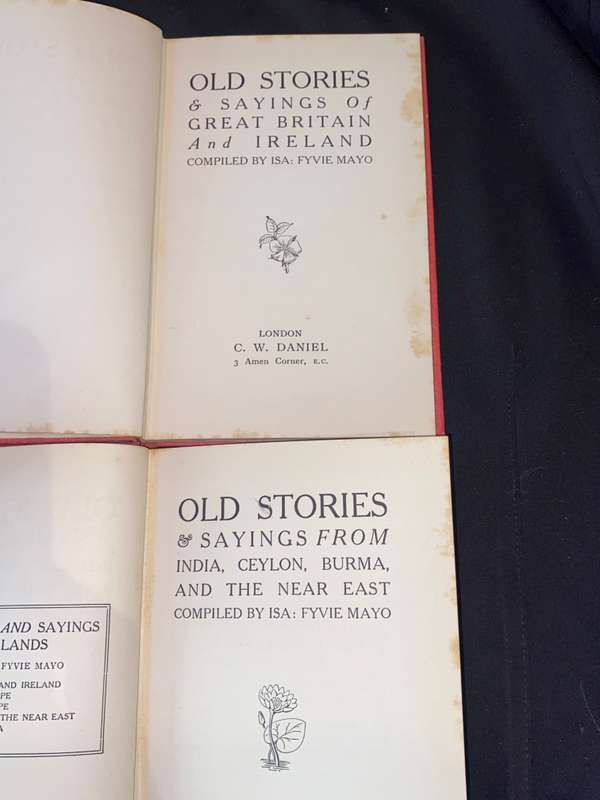 OLD STORIES
& SAYINGS Of
GREAT BRITAIN
And IRELAND
COMPILED BY ISA: FYVIE MAYO
LONDON
C. W. DANIEL
3 Amen Corner, E.C.
OLD STORIES
& SAYINGS FROM
INDIA, CEYLON, BURMA,
AND THE NEAR EAST
COMPILED BY ISA: FYVIE MAYO
AND SAYINGS
LANDS
FYVIE MAYO
AND IRELAND
PE
PE
THE NEAR EAST
A